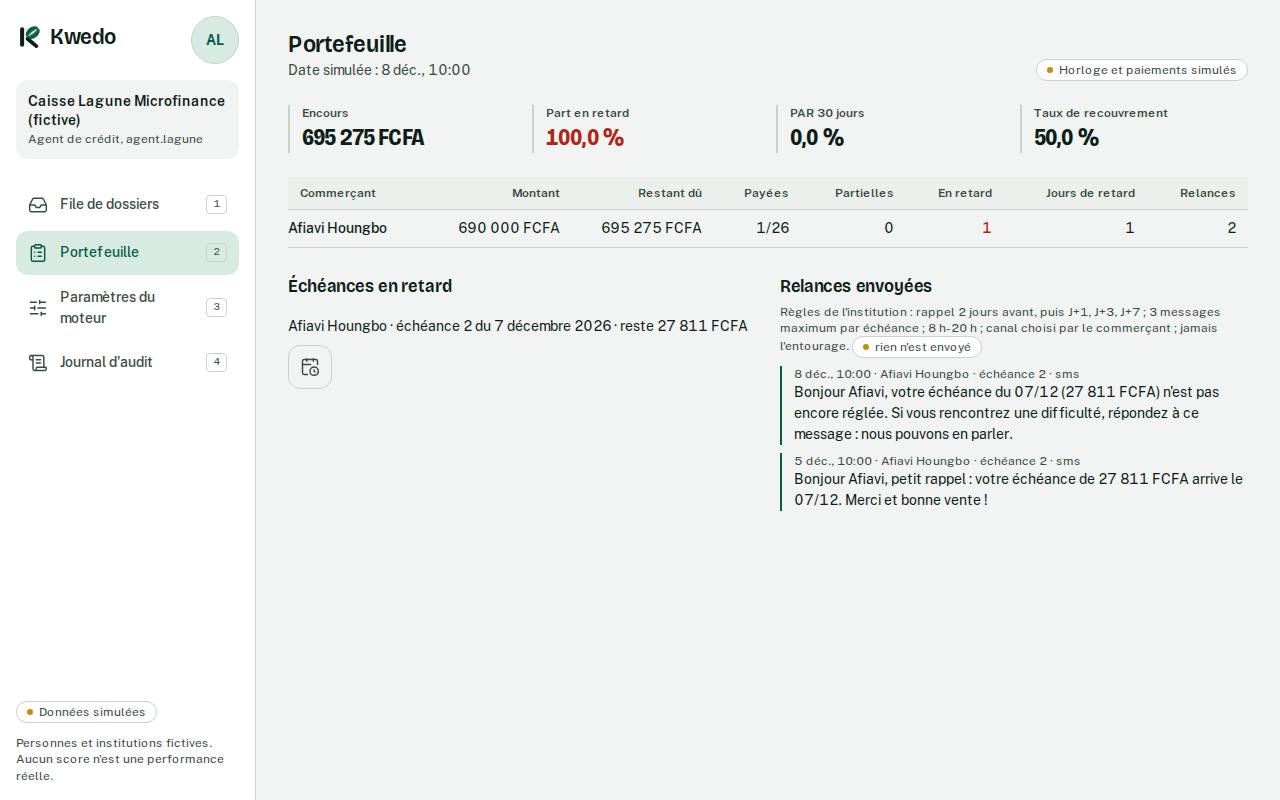 Kwedo
AL
Caisse Lagune Microfinance
(fictive)
Agent de crédit, agent.lagune
File de dossiers 1
Portefeuille 2
Paramètres du
moteur 3
Journal d'audit 4
Données simulées
Personnes et institutions fictives.
Aucun score n'est une performance
réelle.
Portefeuille
Date simulée : 8 déc., 10:00
Horloge et paiements simulés
Encours
695 275 FCFA
Part en retard
100,0 %
PAR 30 jours
0,0 %
Taux de recouvrement
50,0 %
Commerçant Montant Restant dû Payées Partielles En retard Jours de retard Relances
Afiavi Houngbo 690 000 FCFA 695 275 FCFA 1/26 0 1 1 2
Échéances en retard
Afiavi Houngbo · échéance 2 du 7 décembre 2026 · reste 27 811 FCFA
Relances envoyées
Règles de l'institution : rappel 2 jours avant, puis J+1, J+3, J+7 ; 3 messages
maximum par échéance ; 8 h-20 h ; canal choisi par le commerçant ; jamais
l'entourage. rien n'est envoyé
8 déc., 10:00 · Afiavi Houngbo · échéance 2 · sms
Bonjour Afiavi, votre échéance du 07/12 (27 811 FCFA) n'est pas
encore réglée. Si vous rencontrez une difficulté, répondez à ce
message : nous pouvons en parler.
5 déc., 10:00 · Afiavi Houngbo · échéance 2 · sms
Bonjour Afiavi, petit rappel : votre échéance de 27 811 FCFA arrive le
07/12. Merci et bonne vente !